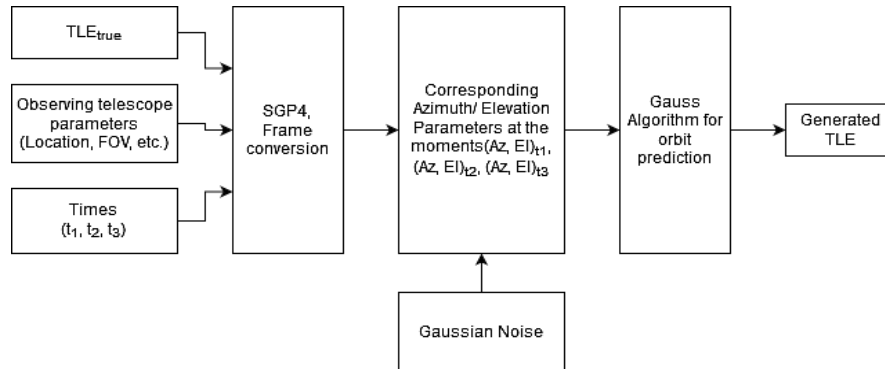 TLEtrue
Observing telescope
parameters
(Location, FOV, etc.)
Times
(t1, t2, t3)
SGP4,
Frame
conversion
Corresponding
Azimuth/ Elevation
Parameters at the
moments(Az, El)t1,
(Az, El)t2, (Az, El)t3
Gaussian Noise
Gauss
Algorithm for
orbit
prediction
Generated
TLE